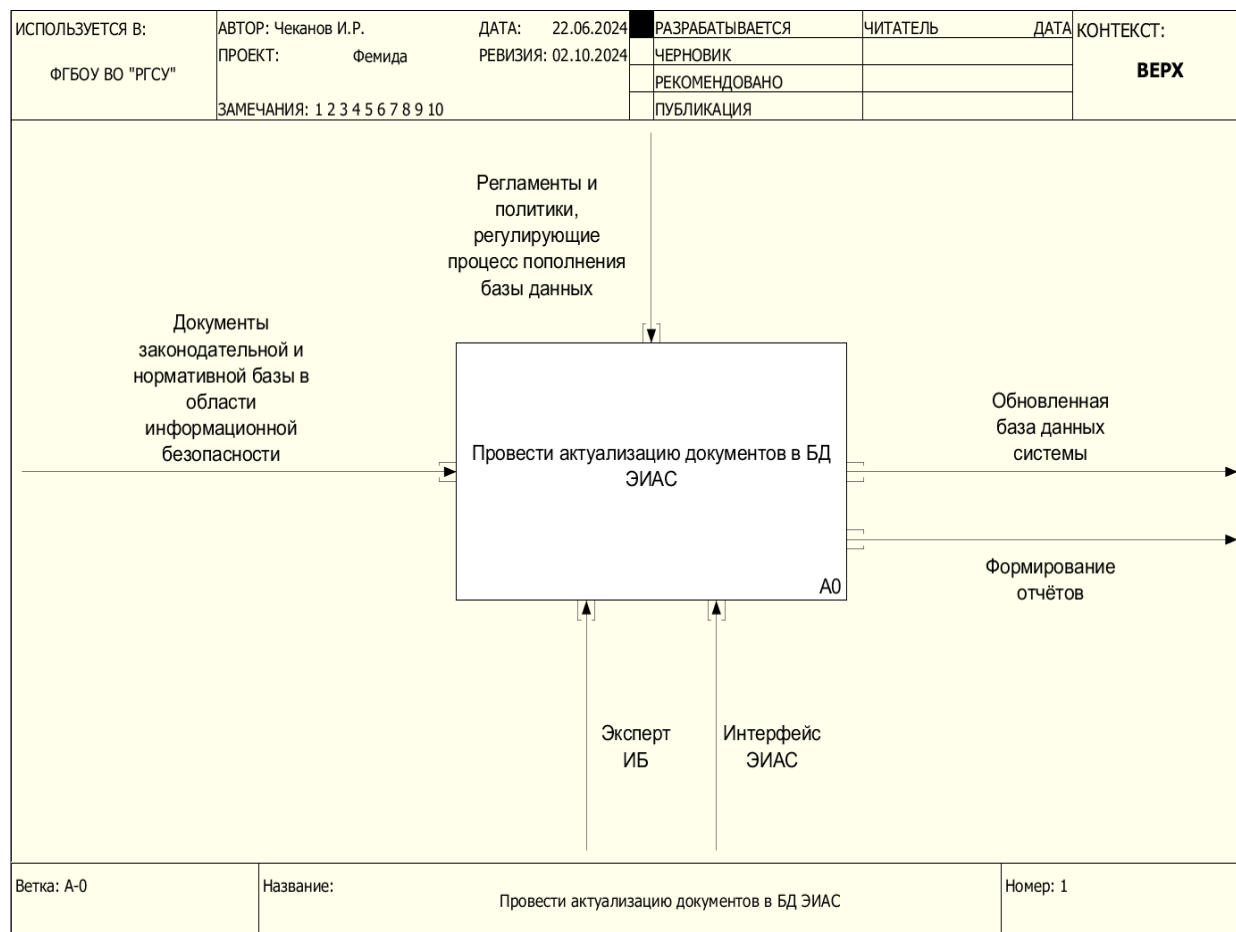 ИСПОЛЬЗУЕТСЯ В:
ФГБОУ ВО "РГСУ"
АВТОР: Чеканов И.Р.
ДАТА: 22.06.2024
ПРОЕКТ: Фемида
РЕВИЗИЯ: 02.10.2024
ЗАМЕЧАНИЯ: 1 2 3 4 5 6 7 8 9 10
РАЗРАБАТЫВАЕТСЯ
ЧЕРНОВИК
РЕКОМЕНДОВАНО
ПУБЛИКАЦИЯ
ЧИТАТЕЛЬ ДАТА
КОНТЕКСТ:
ВЕРХ
Регламенты и
политики,
регулирующие
процесс пополнения
базы данных
Документы
законодательной и
нормативной базы в
области
информационной
безопасности
Провести актуализацию документов в БД
ЭИАС
A0
Обновленная
база данных
системы
Формирование
отчётов
Эксперт
ИБ
Интерфейс
ЭИАС
Ветка: A-0
Название:
Провести актуализацию документов в БД ЭИАС
Номер: 1